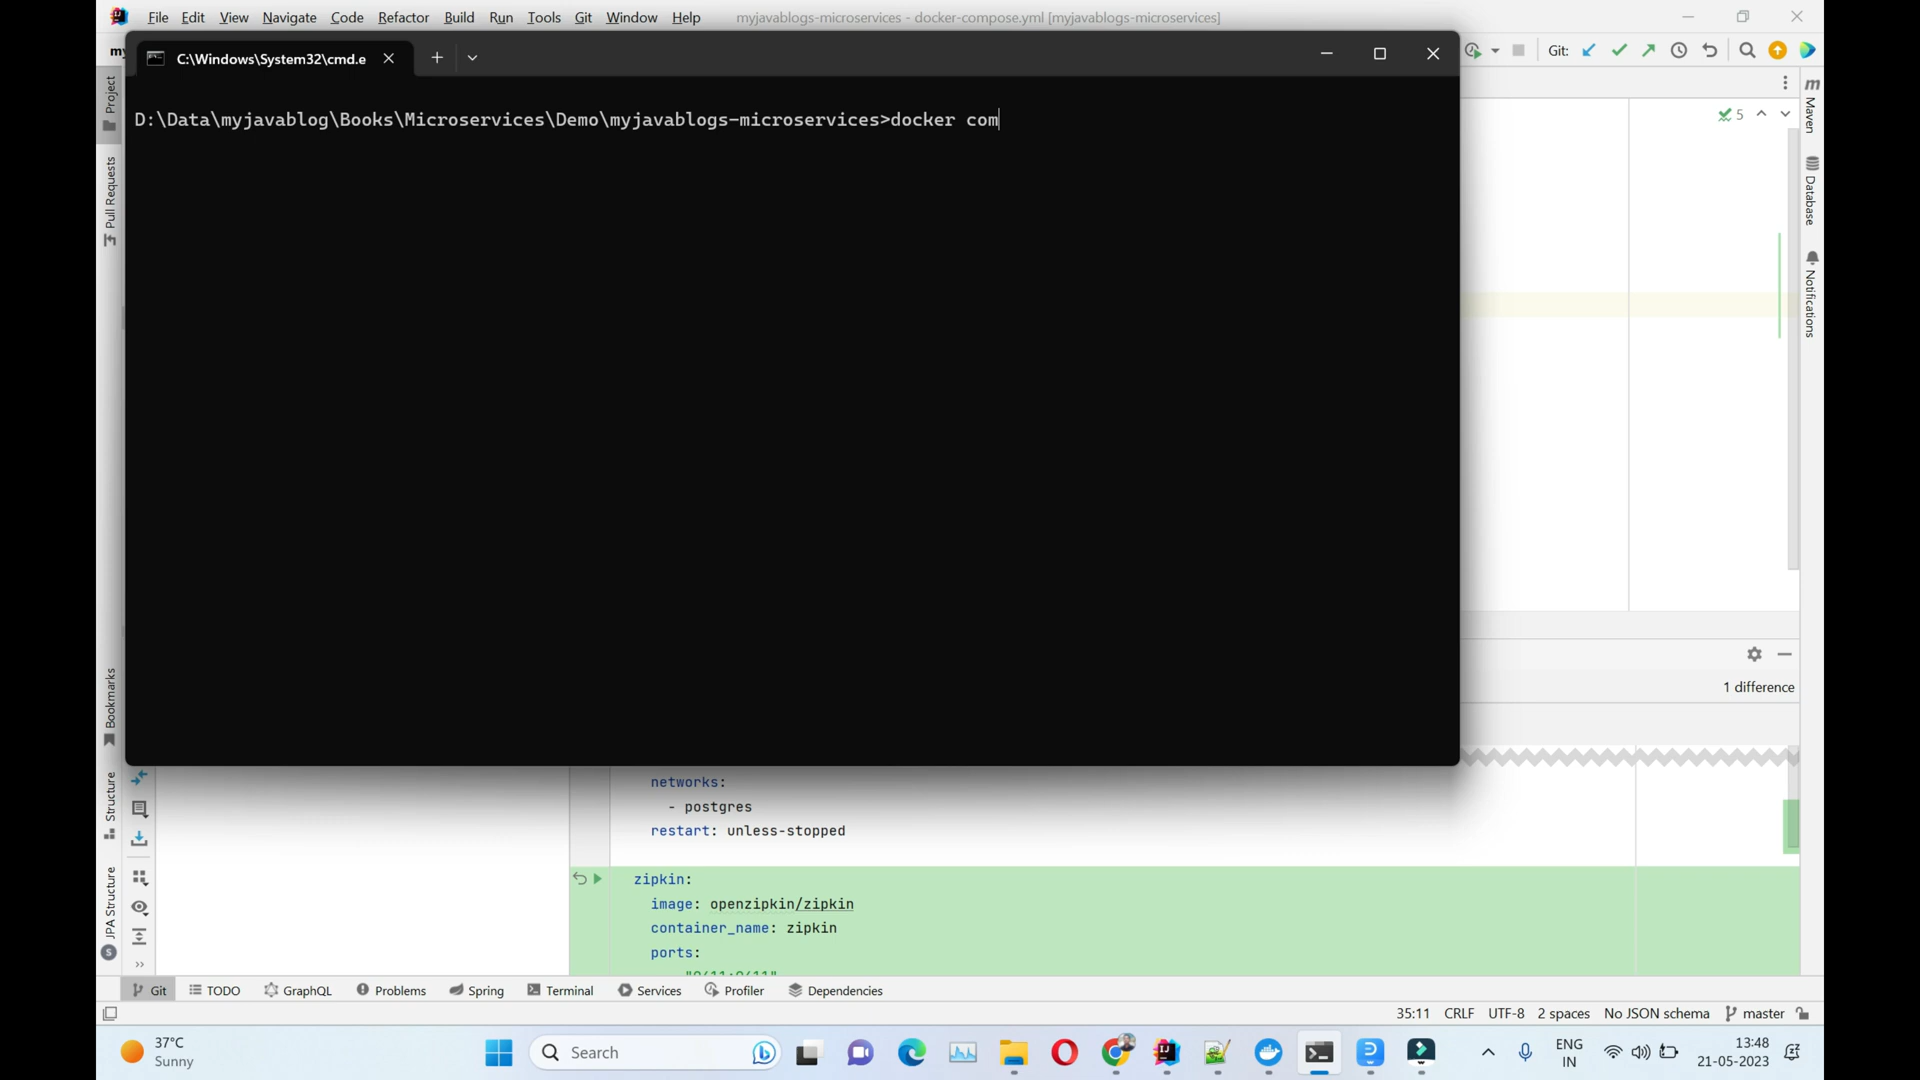 File Edit View Navigate Code Refactor Build Run Tools Git Window Help myjavablogs-microservices - docker-compose.yml [myjavablogs-microservices]
my
C:\Windows\System32\cmd.e
Git:
D:\Data\myjavablog\Books\Microservices\Demo\myjavablogs-microservices>docker com
5
Project
Pull Requests
Bookmarks
Structure
JPA Structure
m
Maven
Database
Notifications
1 difference
networks:
- postgres
restart: unless-stopped
zipkin:
image: openzipkin/zipkin
container_name: zipkin
ports:
"9411:9411"
Git TODO GraphQL Problems Spring Terminal Services Profiler Dependencies
35:11 CRLF UTF-8 2 spaces No JSON schema master
37°C
Sunny
Search
ENG
IN
13:48
21-05-2023